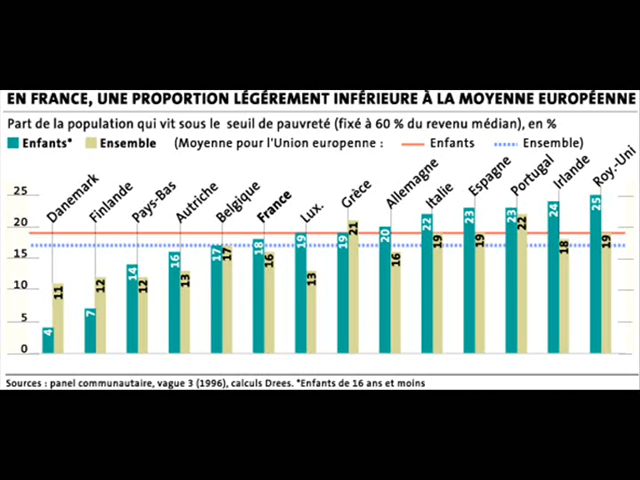 EN FRANCE, UNE PROPORTION LÉGÉREMENT INFÉRIEURE À LA MOYENNE EUROPÉENNE
Part de la population qui vit sous le seuil de pauvreté (fixé à 60 % du revenu médian), en %
Enfants* Ensemble (Moyenne pour l'Union europenne : Enfants Ensemble)
Danemark Finlande Pays-Bas Autriche Belgique France Lux. Grèce Allemagne Italie Espagne Portugal Irlande Roy.-Uni
25
20
15
10
5
0
4 11 7 12 14 12 16 13 17 17 18 16 19 13 19 21 20 16 22 19 23 19 23 22 24 18 25 19
Sources : panel communautaire, vague 3 (1996), calculs Drees. *Enfants de 16 ans et moins